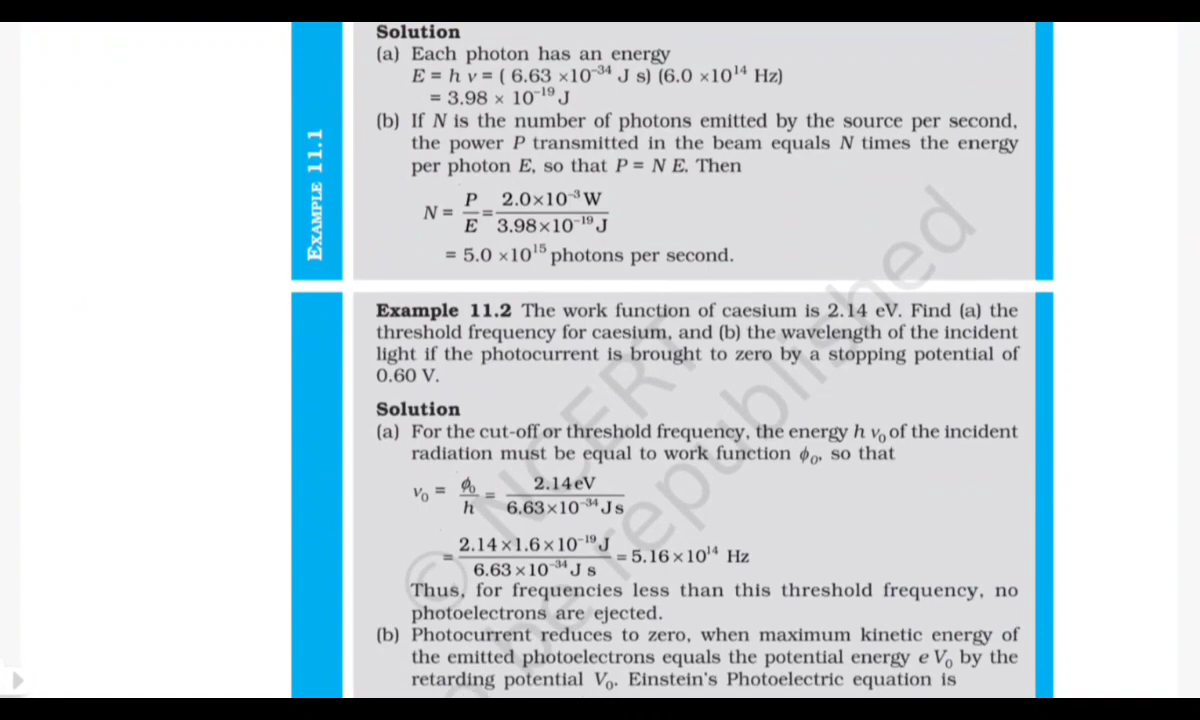 EXAMPLE 11.1
Solution
(a) Each photon has an energy
E = h ν = ( 6.63 ×10⁻³⁴ J s) (6.0 ×10¹⁴ Hz)
= 3.98 × 10⁻¹⁹ J
(b) If N is the number of photons emitted by the source per second,
the power P transmitted in the beam equals N times the energy
per photon E, so that P = N E. Then
N = P/E = 2.0×10⁻³ W / 3.98×10⁻¹⁹ J
= 5.0 ×10¹⁵ photons per second.
Example 11.2 The work function of caesium is 2.14 eV. Find (a) the
threshold frequency for caesium, and (b) the wavelength of the incident
light if the photocurrent is brought to zero by a stopping potential of
0.60 V.
Solution
(a) For the cut-off or threshold frequency, the energy h ν₀ of the incident
radiation must be equal to work function ϕ₀, so that
ν₀ = ϕ₀/h = 2.14 eV / 6.63×10⁻³⁴ J s
= 2.14×1.6×10⁻¹⁹ J / 6.63×10⁻³⁴ J s = 5.16×10¹⁴ Hz
Thus, for frequencies less than this threshold frequency, no
photoelectrons are ejected.
(b) Photocurrent reduces to zero, when maximum kinetic energy of
the emitted photoelectrons equals the potential energy e V₀ by the
retarding potential V₀. Einstein's Photoelectric equation is
© NCERT
be republished